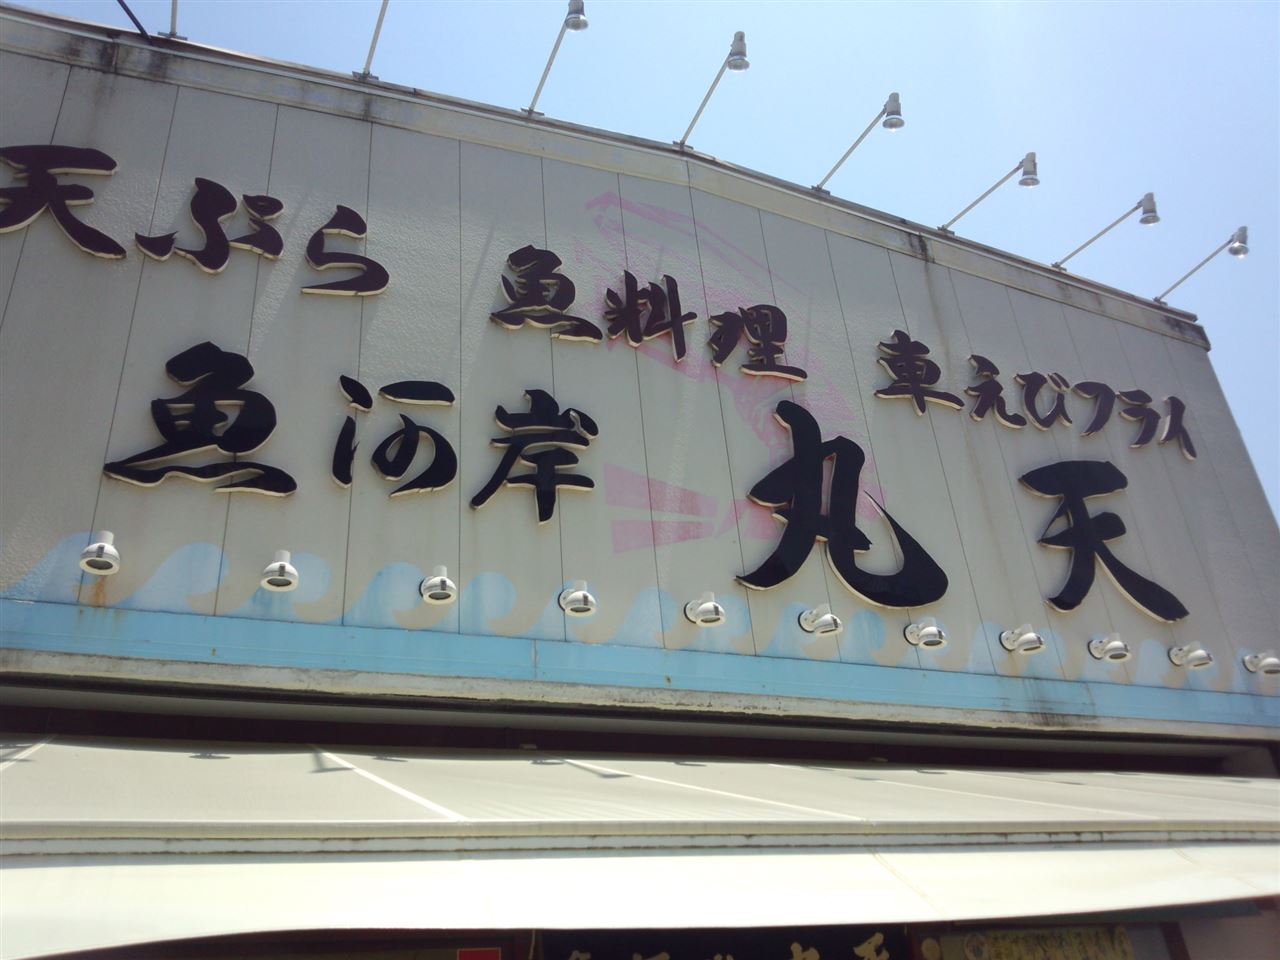 天ぷら 魚料理 車えびフライ
魚河岸 丸天